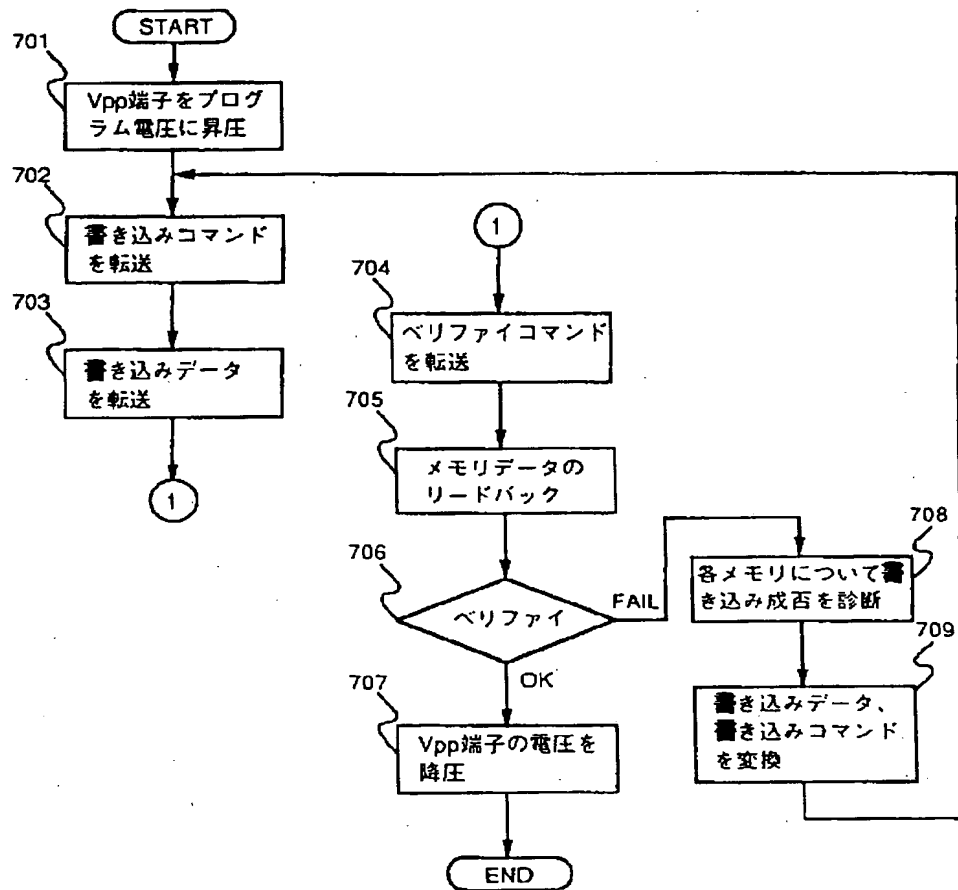 START
701
Vpp端子をプログ
ラム電圧に昇圧
702
書き込みコマンド
を転送
703
書き込みデータ
を転送
1
1
704
ベリファイコマンド
を転送
705
メモリデータの
リードバック
706
ベリファイ
FAIL
OK
707
Vpp端子の電圧を
降圧
END
708
各メモリについて書
き込み成否を診断
709
書き込みデータ、
書き込みコマンド
を変換